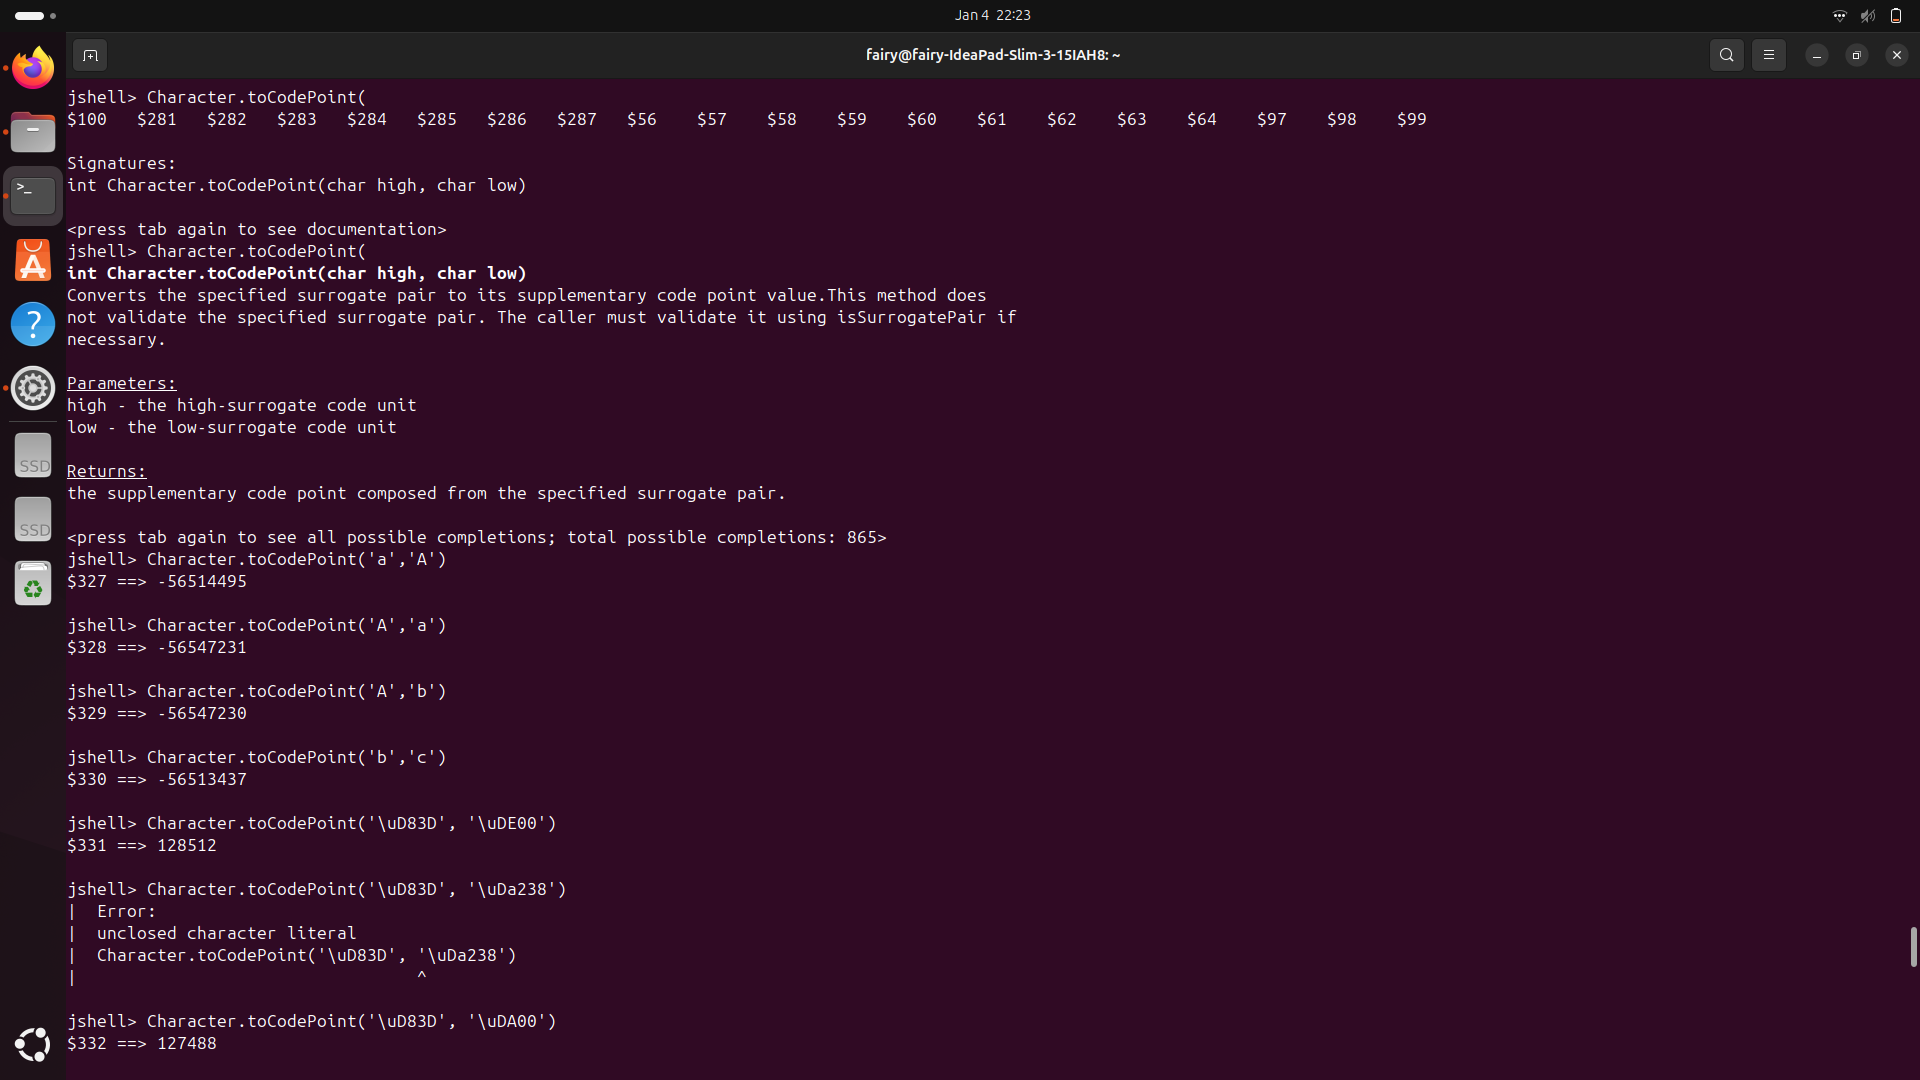 Jan 4 22:23
fairy@fairy-IdeaPad-Slim-3-15IAH8: ~
jshell> Character.toCodePoint(
$100 $281 $282 $283 $284 $285 $286 $287 $56 $57 $58 $59 $60 $61 $62 $63 $64 $97 $98 $99
Signatures:
int Character.toCodePoint(char high, char low)
<press tab again to see documentation>
jshell> Character.toCodePoint(
int Character.toCodePoint(char high, char low)
Converts the specified surrogate pair to its supplementary code point value.This method does
not validate the specified surrogate pair. The caller must validate it using isSurrogatePair if
necessary.
Parameters:
high - the high-surrogate code unit
low - the low-surrogate code unit
Returns:
the supplementary code point composed from the specified surrogate pair.
<press tab again to see all possible completions; total possible completions: 865>
jshell> Character.toCodePoint('a','A')
$327 ==> -56514495
jshell> Character.toCodePoint('A','a')
$328 ==> -56547231
jshell> Character.toCodePoint('A','b')
$329 ==> -56547230
jshell> Character.toCodePoint('b','c')
$330 ==> -56513437
jshell> Character.toCodePoint('\uD83D', '\uDE00')
$331 ==> 128512
jshell> Character.toCodePoint('\uD83D', '\uDa238')
| Error:
| unclosed character literal
| Character.toCodePoint('\uD83D', '\uDa238')
| ^
jshell> Character.toCodePoint('\uD83D', '\uDA00')
$332 ==> 127488
>_
A
?
SSD
SSD